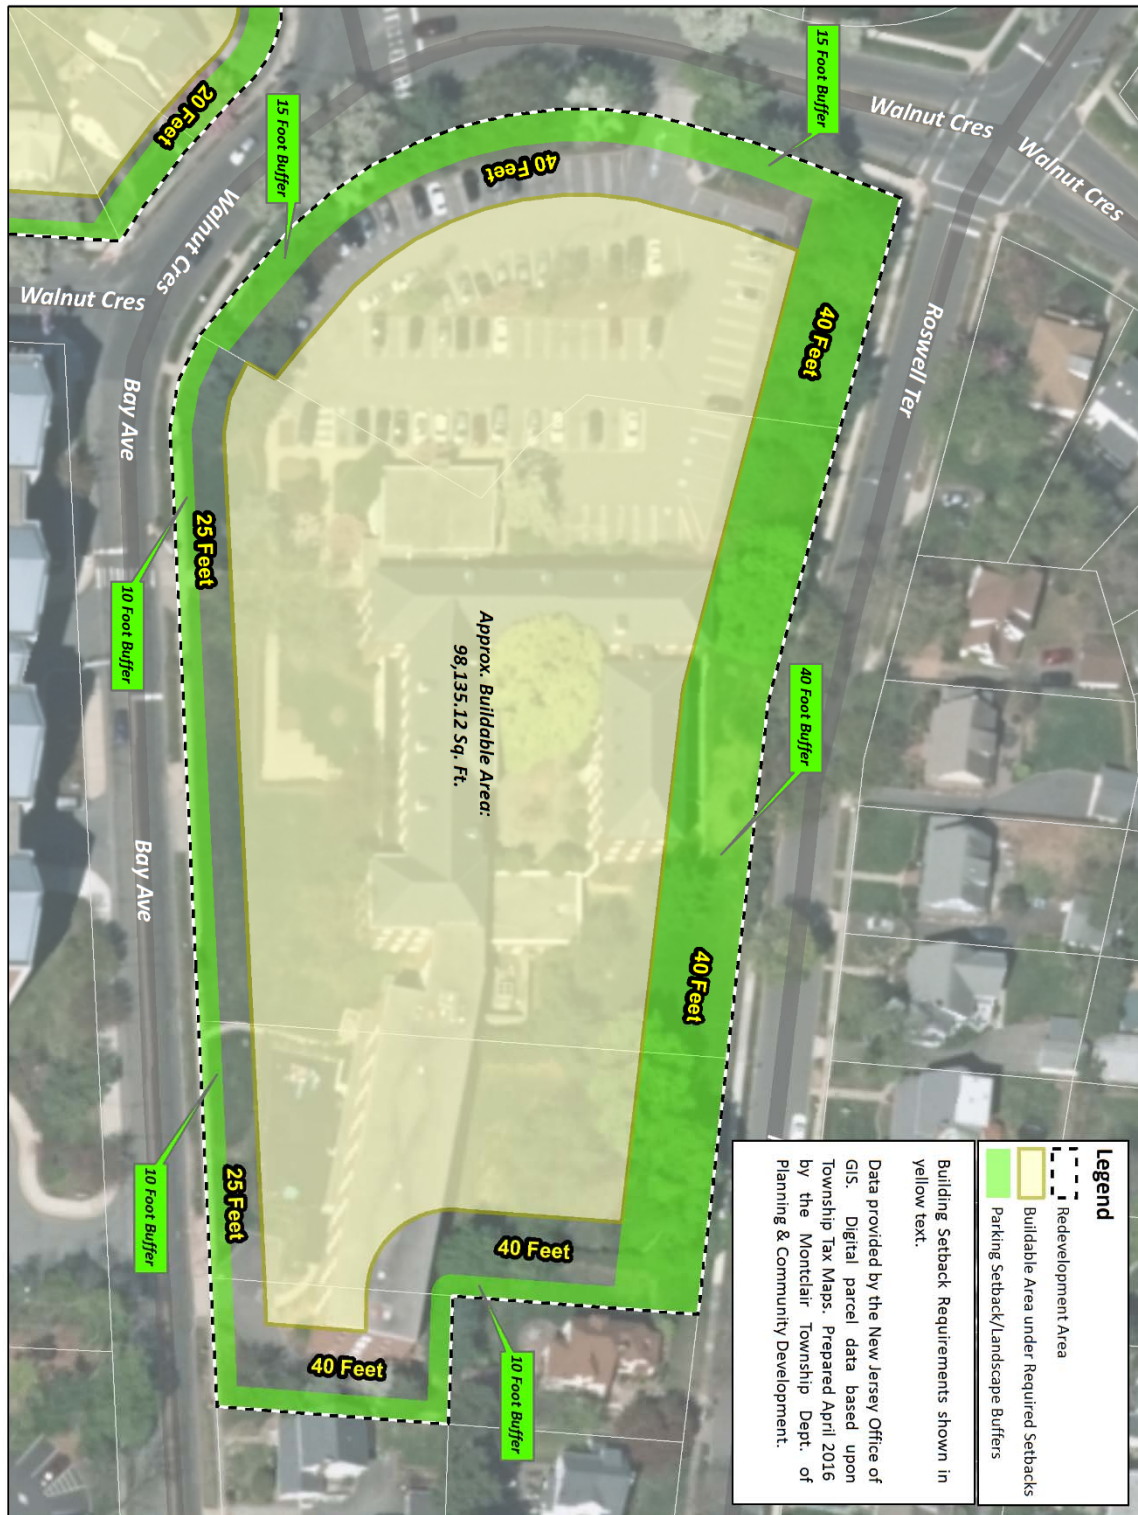 15 Foot Buffer
Walnut Cres
Walnut Cres
20 Feet
15 Foot Buffer
40 Feet
Walnut Cres
Walnut Cres
40 Feet
Roswell Ter
Bay Ave
25 Feet
10 Foot Buffer
Approx. Buildable Area:
98,135.12 Sq. Ft.
40 Foot Buffer
Bay Ave
40 Feet
10 Foot Buffer
25 Feet
40 Feet
10 Foot Buffer
40 Feet
Legend
Redevelopment Area
Buildable Area under Required Setbacks
Parking Setback/Landscape Buffers
Building Setback Requirements shown in
yellow text.
Data provided by the New Jersey Office of
GIS. Digital parcel data based upon
Township Tax Maps. Prepared April 2016
by the Montclair Township Dept. of
Planning & Community Development.